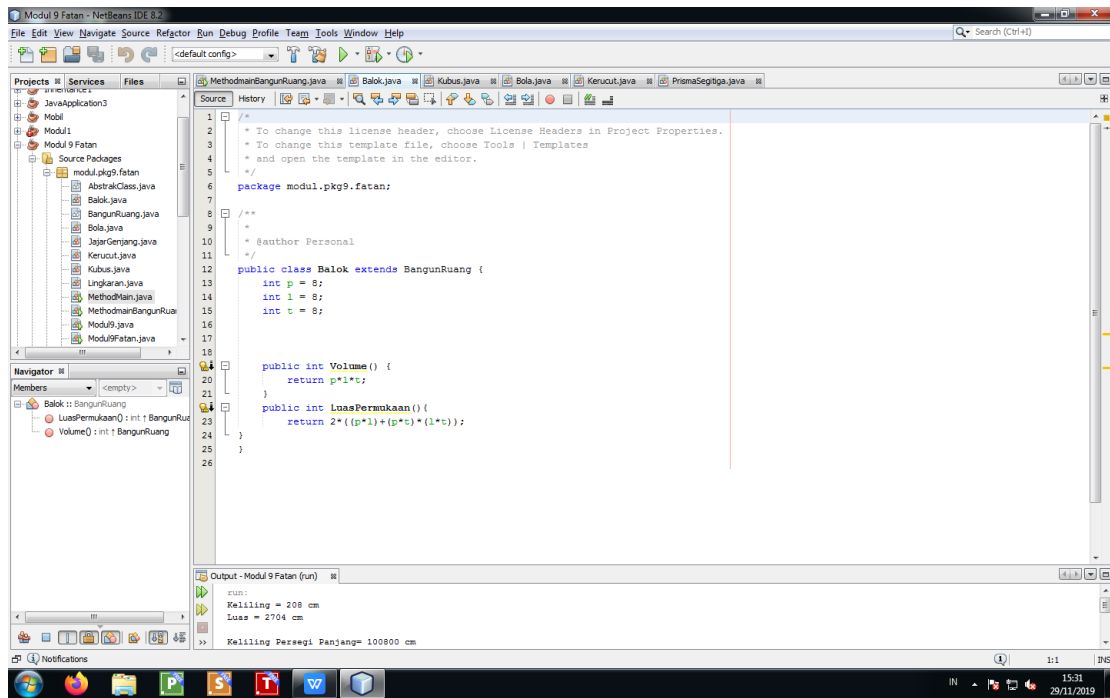 Modul 9 Fatan - NetBeans IDE 8.2
File Edit View Navigate Source Refactor Run Debug Profile Team Tools Window Help
Search (Ctrl+I)
<default config>
Projects Services Files
MethodmainBangunRuang.java Balok.java Kubus.java Bola.java Kerucut.java PrismaSegitiga.java
Source History
JavaApplication3
Mobil
Modul1
Modul 9 Fatan
Source Packages
modul.pkg9.fatan
AbstrakClass.java
Balok.java
BangunRuang.java
Bola.java
JajarGenjang.java
Kerucut.java
Kubus.java
Lingkaran.java
MethodMain.java
MethodmainBangunRuan
Modul9.java
Modul9Fatan.java
Navigator
Members <empty>
Balok :: BangunRuang
LuasPermukaan() : int ↑ BangunRua
Volume() : int ↑ BangunRuang
1 /*
2 * To change this license header, choose License Headers in Project Properties.
3 * To change this template file, choose Tools | Templates
4 * and open the template in the editor.
5 */
6 package modul.pkg9.fatan;
7
8 /**
9 *
10 * @author Personal
11 */
12 public class Balok extends BangunRuang {
13 int p = 8;
14 int l = 8;
15 int t = 8;
16
17
18
public int Volume() {
20 return p*l*t;
21 }
public int LuasPermukaan(){
23 return 2*((p*l)+(p*t)*(l*t));
24 }
25 }
26
Output - Modul 9 Fatan (run)
run:
Keliling = 208 cm
Luas = 2704 cm
Keliling Persegi Panjang= 100800 cm
Notifications
1:1 INS
P S T W
IN 15:31
29/11/2019